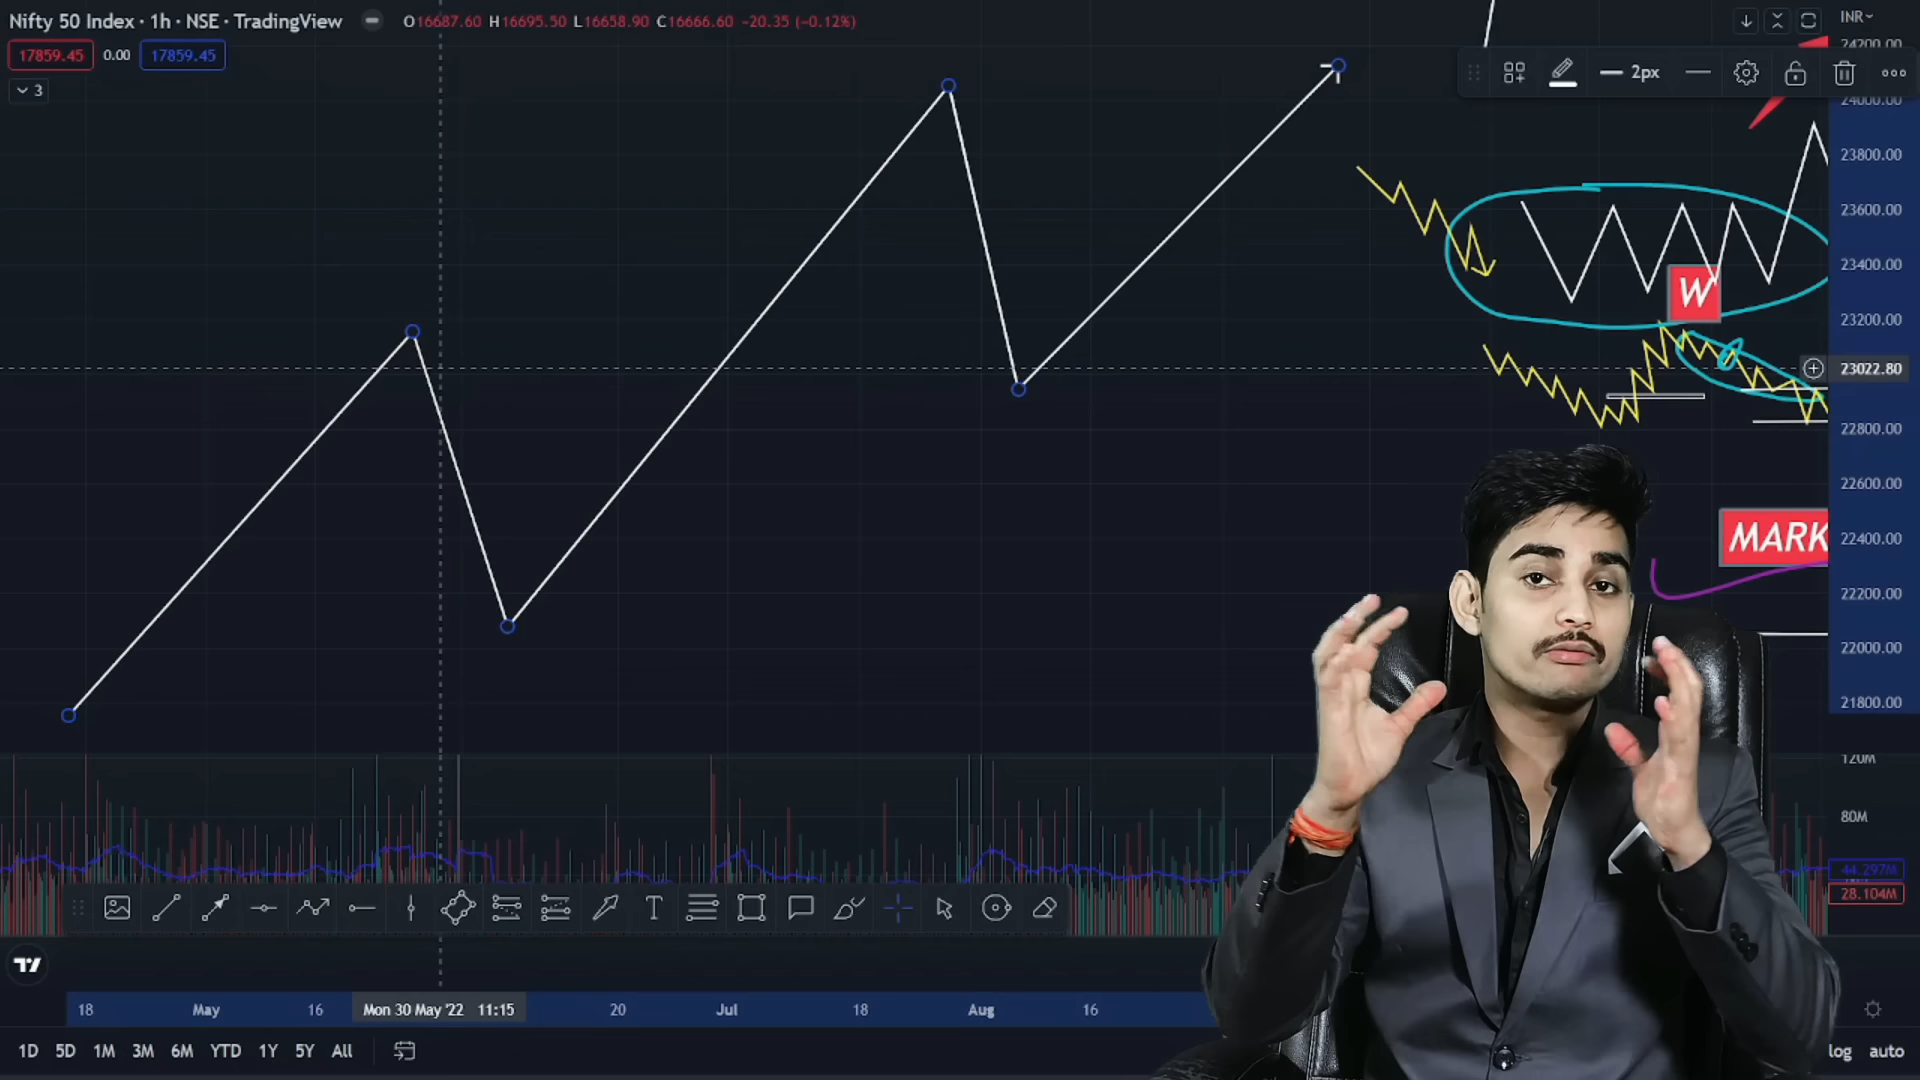 Nifty 50 Index · 1h · NSE · TradingView
O16687.60 H16695.50 L16658.90 C16666.60 -20.35 (-0.12%)
INR
17859.45 0.00 17859.45
3
24200.00
2px
24000.00
23800.00
23600.00
23400.00
W
23200.00
23022.80
22800.00
22600.00
MARK
22400.00
22200.00
22000.00
21800.00
120M
80M
44.297M
28.104M
T
18 May 16 Mon 30 May '22 11:15 20 Jul 18 Aug 16
1D 5D 1M 3M 6M YTD 1Y 5Y All
log auto